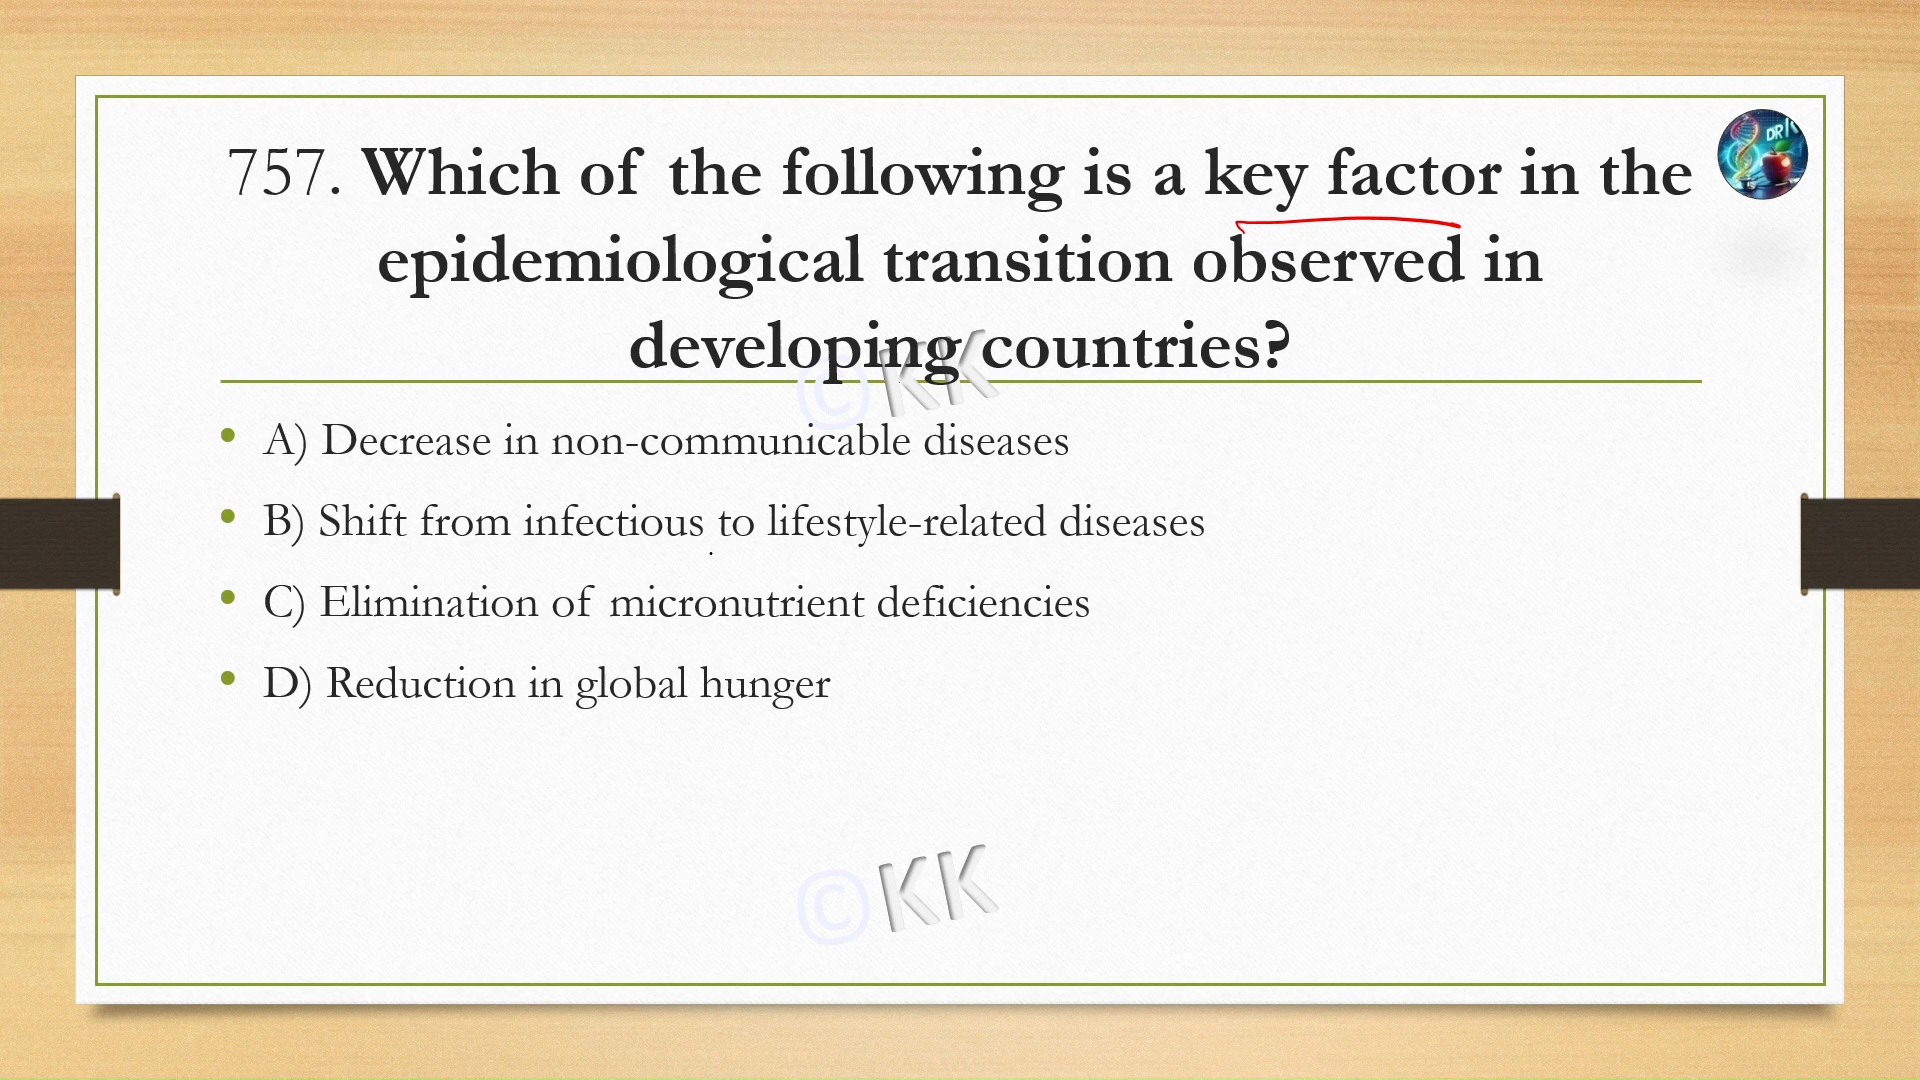 757. Which of the following is a key factor in the
epidemiological transition observed in
developing countries?
• A) Decrease in non-communicable diseases
• B) Shift from infectious to lifestyle-related diseases
• C) Elimination of micronutrient deficiencies
• D) Reduction in global hunger
©KK
©KK